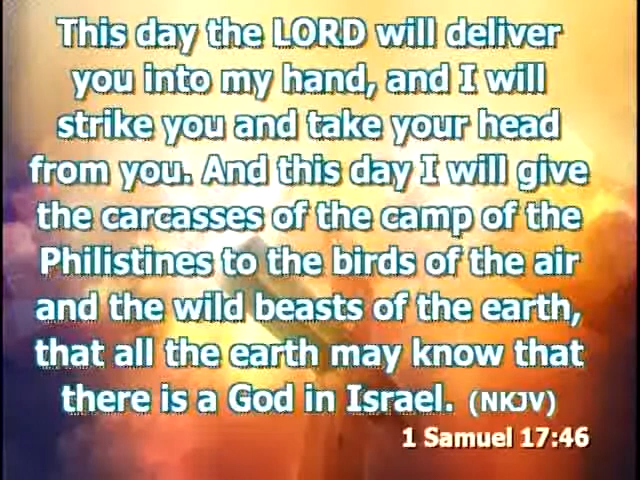 This day the LORD will deliver
you into my hand, and I will
strike you and take your head
from you. And this day I will give
the carcasses of the camp of the
Philistines to the birds of the air
and the wild beasts of the earth,
that all the earth may know that
there is a God in Israel. (NKJV)
1 Samuel 17:46